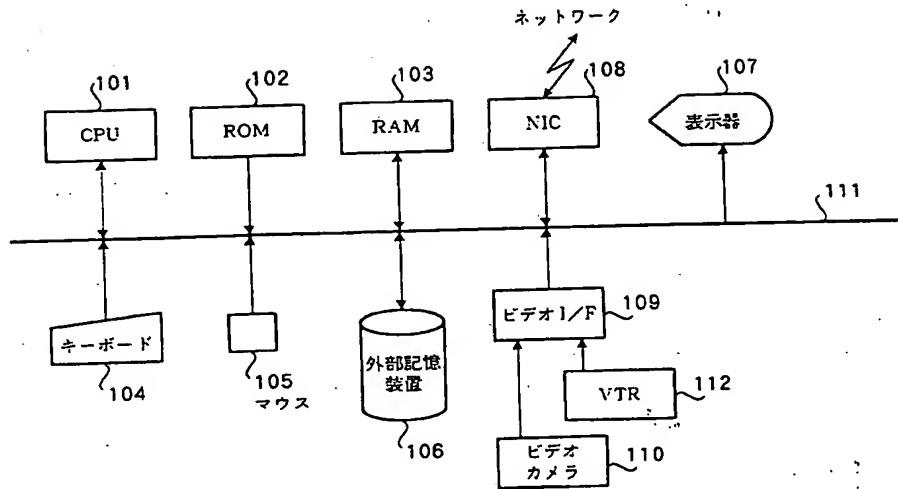 ネットワーク
101
102
103
108
107
CPU
ROM
RAM
NIC
表示器
111
キーボード
104
105
マウス
外部記憶
装置
106
ビデオI/F
109
VTR
112
ビデオ
カメラ
110